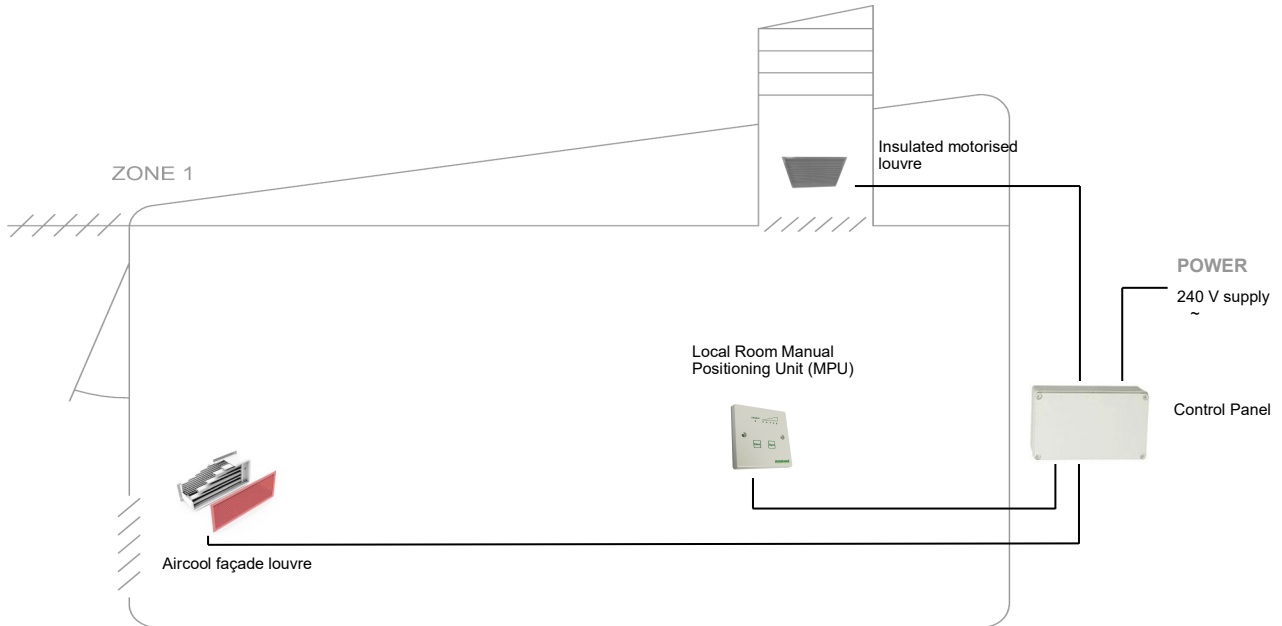 ZONE 1
Insulated motorised
louvre
POWER
240 V supply
~
Local Room Manual
Positioning Unit (MPU)
Control Panel
Aircool façade louvre